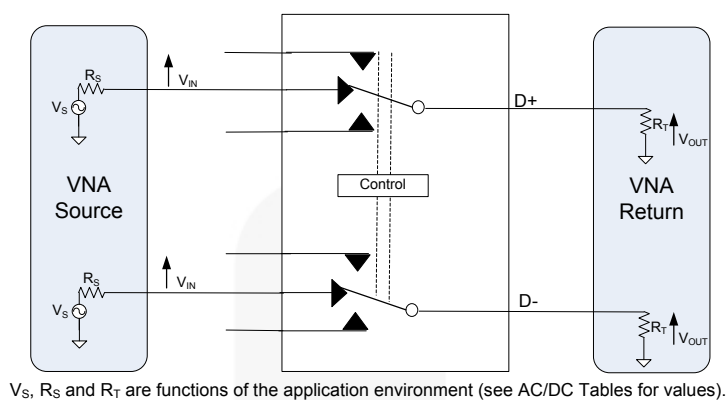 R_S
V_S
V_IN
D+
R_T
V_OUT
Control
VNA
Source
VNA
Return
R_S
V_S
V_IN
D-
R_T
V_OUT
V_S, R_S and R_T are functions of the application environment (see AC/DC Tables for values).